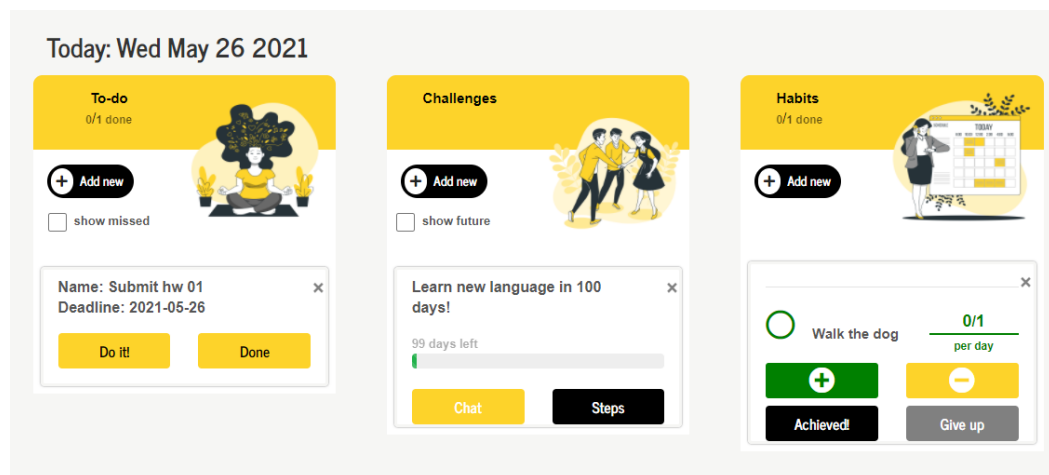 Today: Wed May 26 2021
To-do
0/1 done
Add new
show missed
Name: Submit hw 01
Deadline: 2021-05-26
Do it!
Done
Challenges
Add new
show future
Learn new language in 100
days!
99 days left
Chat
Steps
Habits
0/1 done
TODAY
Add new
Walk the dog
0/1
per day
Achieved!
Give up